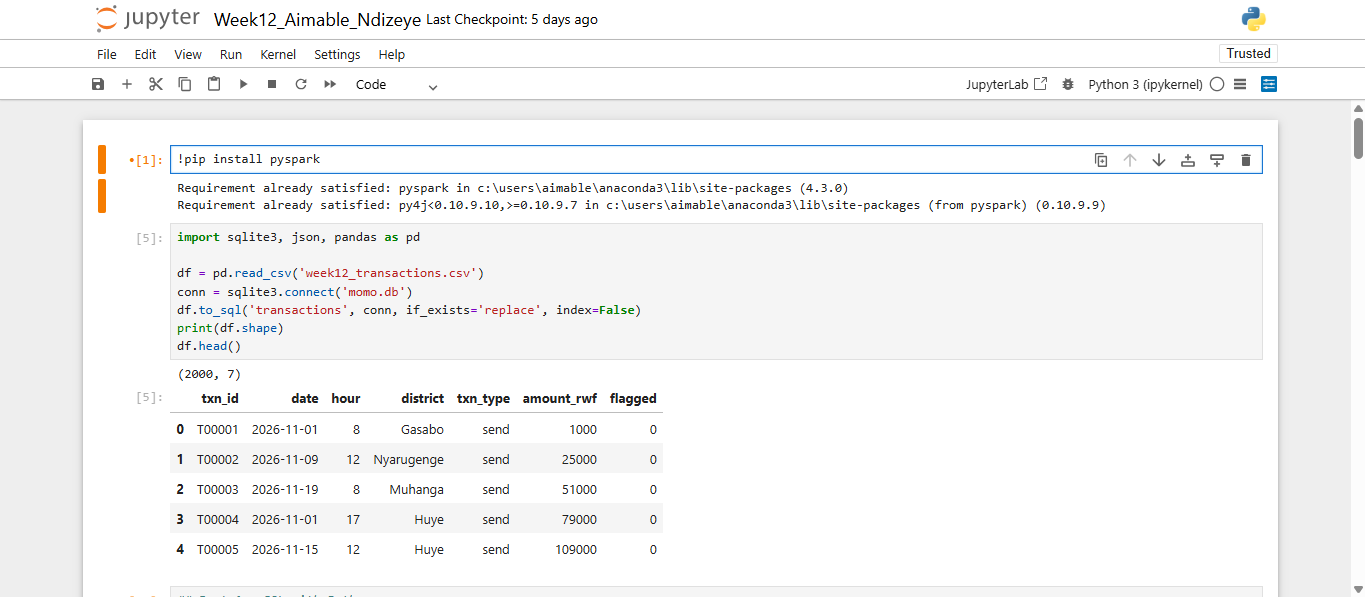 jupyter Week12_Aimable_Ndizeye Last Checkpoint: 5 days ago
File Edit View Run Kernel Settings Help Trusted
Code JupyterLab Python 3 (ipykernel)
•[1]: !pip install pyspark
Requirement already satisfied: pyspark in c:\users\aimable\anaconda3\lib\site-packages (4.3.0)
Requirement already satisfied: py4j<0.10.9.10,>=0.10.9.7 in c:\users\aimable\anaconda3\lib\site-packages (from pyspark) (0.10.9.9)
[5]: import sqlite3, json, pandas as pd
df = pd.read_csv('week12_transactions.csv')
conn = sqlite3.connect('momo.db')
df.to_sql('transactions', conn, if_exists='replace', index=False)
print(df.shape)
df.head()
(2000, 7)
[5]: txn_id date hour district txn_type amount_rwf flagged
0 T00001 2026-11-01 8 Gasabo send 1000 0
1 T00002 2026-11-09 12 Nyarugenge send 25000 0
2 T00003 2026-11-19 8 Muhanga send 51000 0
3 T00004 2026-11-01 17 Huye send 79000 0
4 T00005 2026-11-15 12 Huye send 109000 0